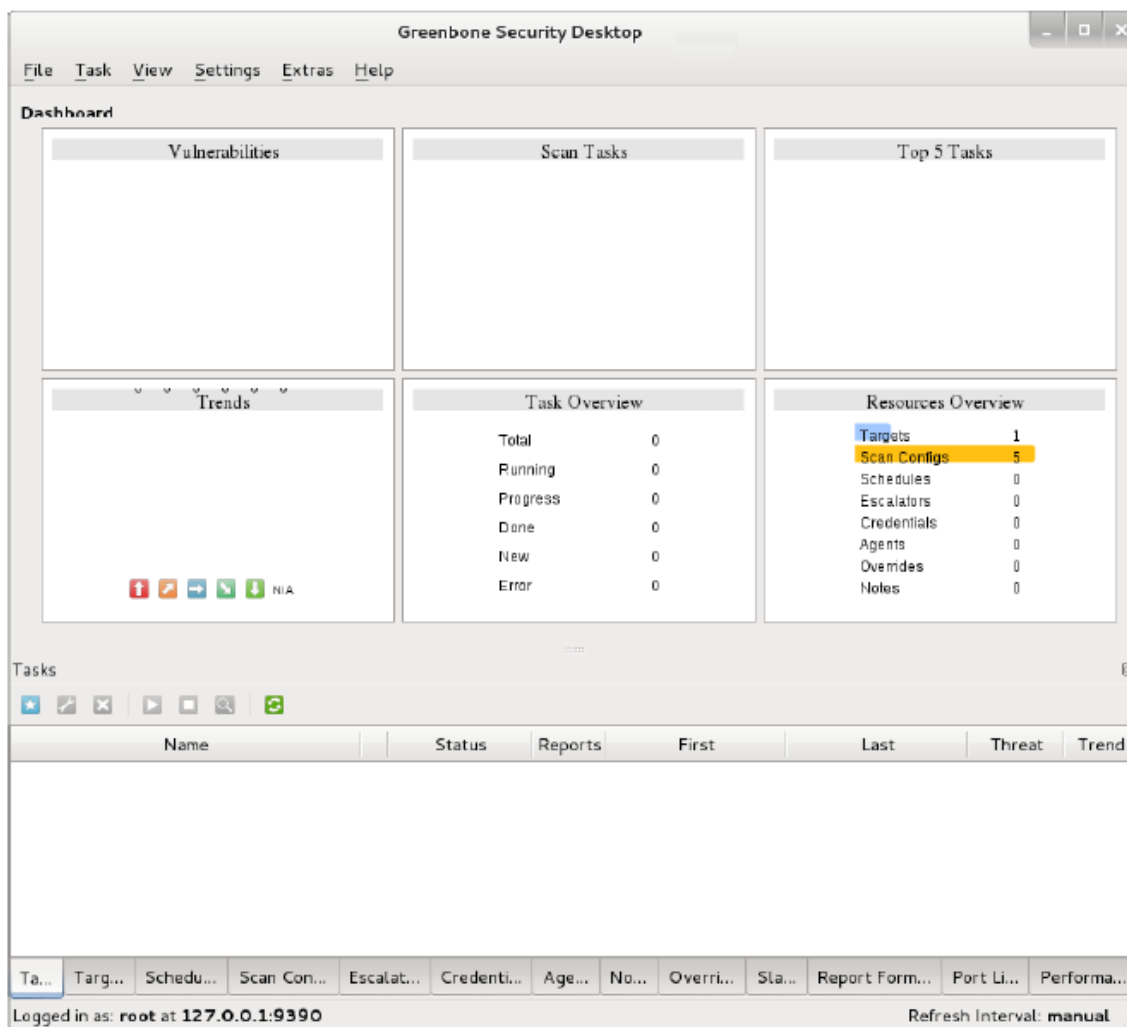 Greenbone Security Desktop
File Task View Settings Extras Help
Dashboard
Vulnerabilities
Scan Tasks
Top 5 Tasks
Trends
N/A
Task Overview
Total 0
Running 0
Progress 0
Done 0
New 0
Error 0
Resources Overview
Targets 1
Scan Configs 5
Schedules 0
Escalators 0
Credentials 0
Agents 0
Overrides 0
Notes 0
Tasks
Name Status Reports First Last Threat Trend
Ta... Targ... Schedu... Scan Con... Escalat... Credenti... Age... No... Overri... Sla... Report Form... Port Li... Performa...
Logged in as: root at 127.0.0.1:9390 Refresh Interval: manual